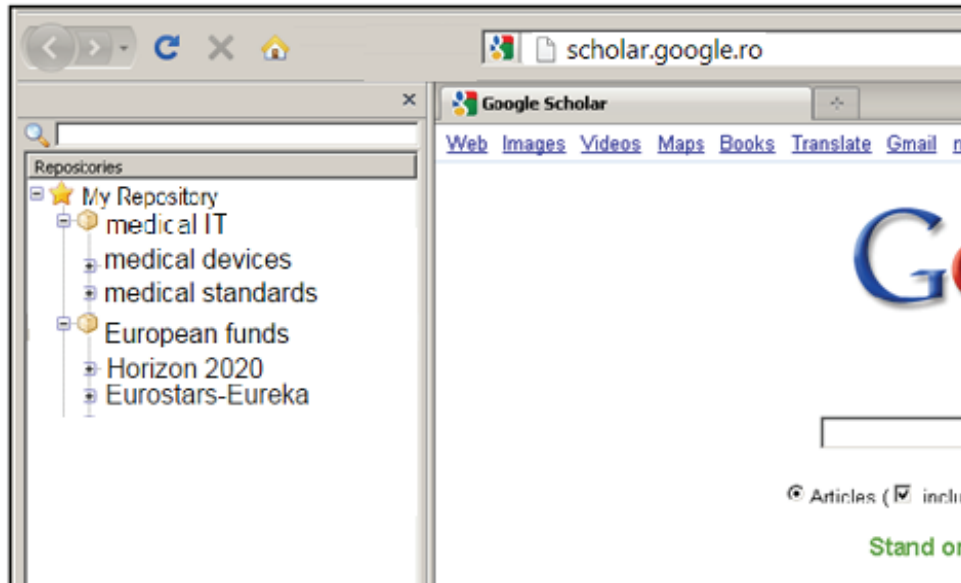 scholar.google.ro
Google Scholar
Web Images Videos Maps Books Translate Gmail
Repositories
My Repository
medical IT
medical devices
medical standards
European funds
Horizon 2020
Eurostars-Eureka
G
Articles ( inclu
Stand o